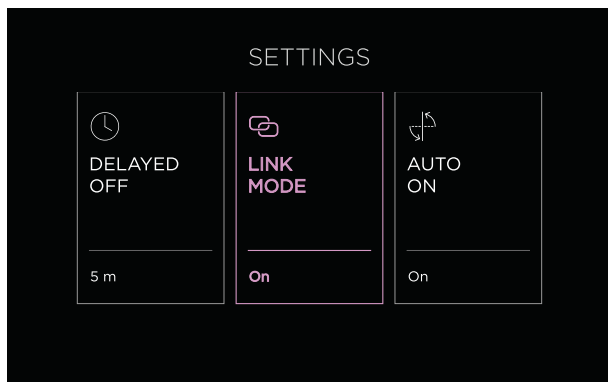 SETTINGS
DELAYED
OFF
5 m
LINK
MODE
On
AUTO
ON
On